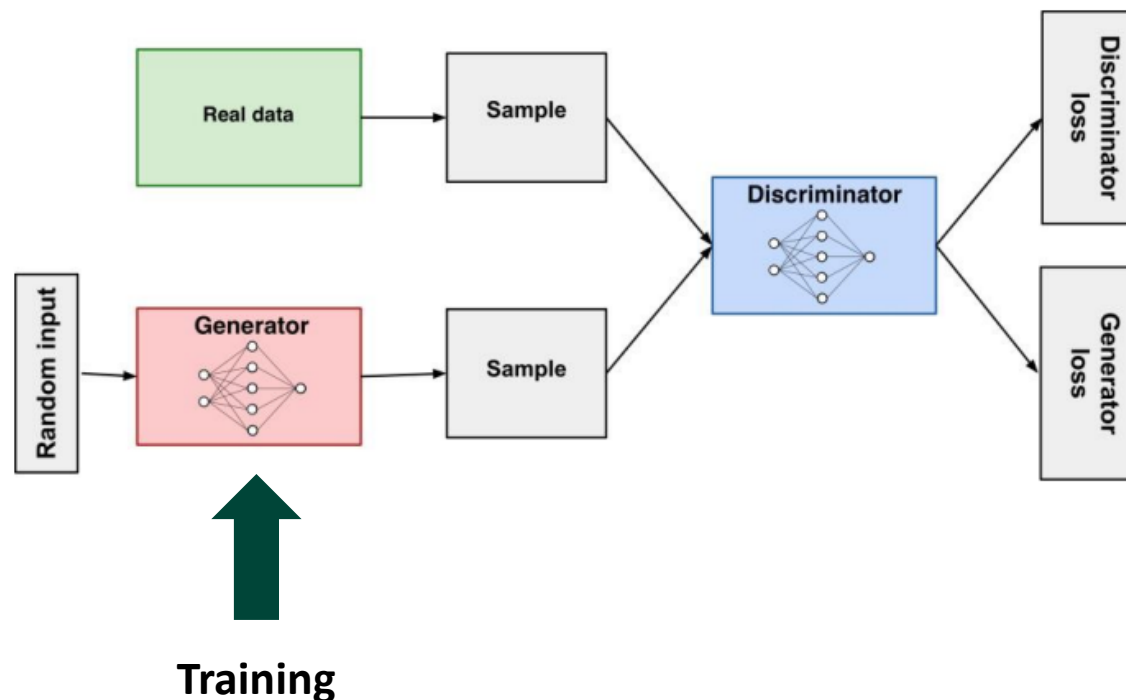 Real data
Sample
Discriminator
Discriminator
loss
Random input
Generator
Sample
Generator
loss
Training